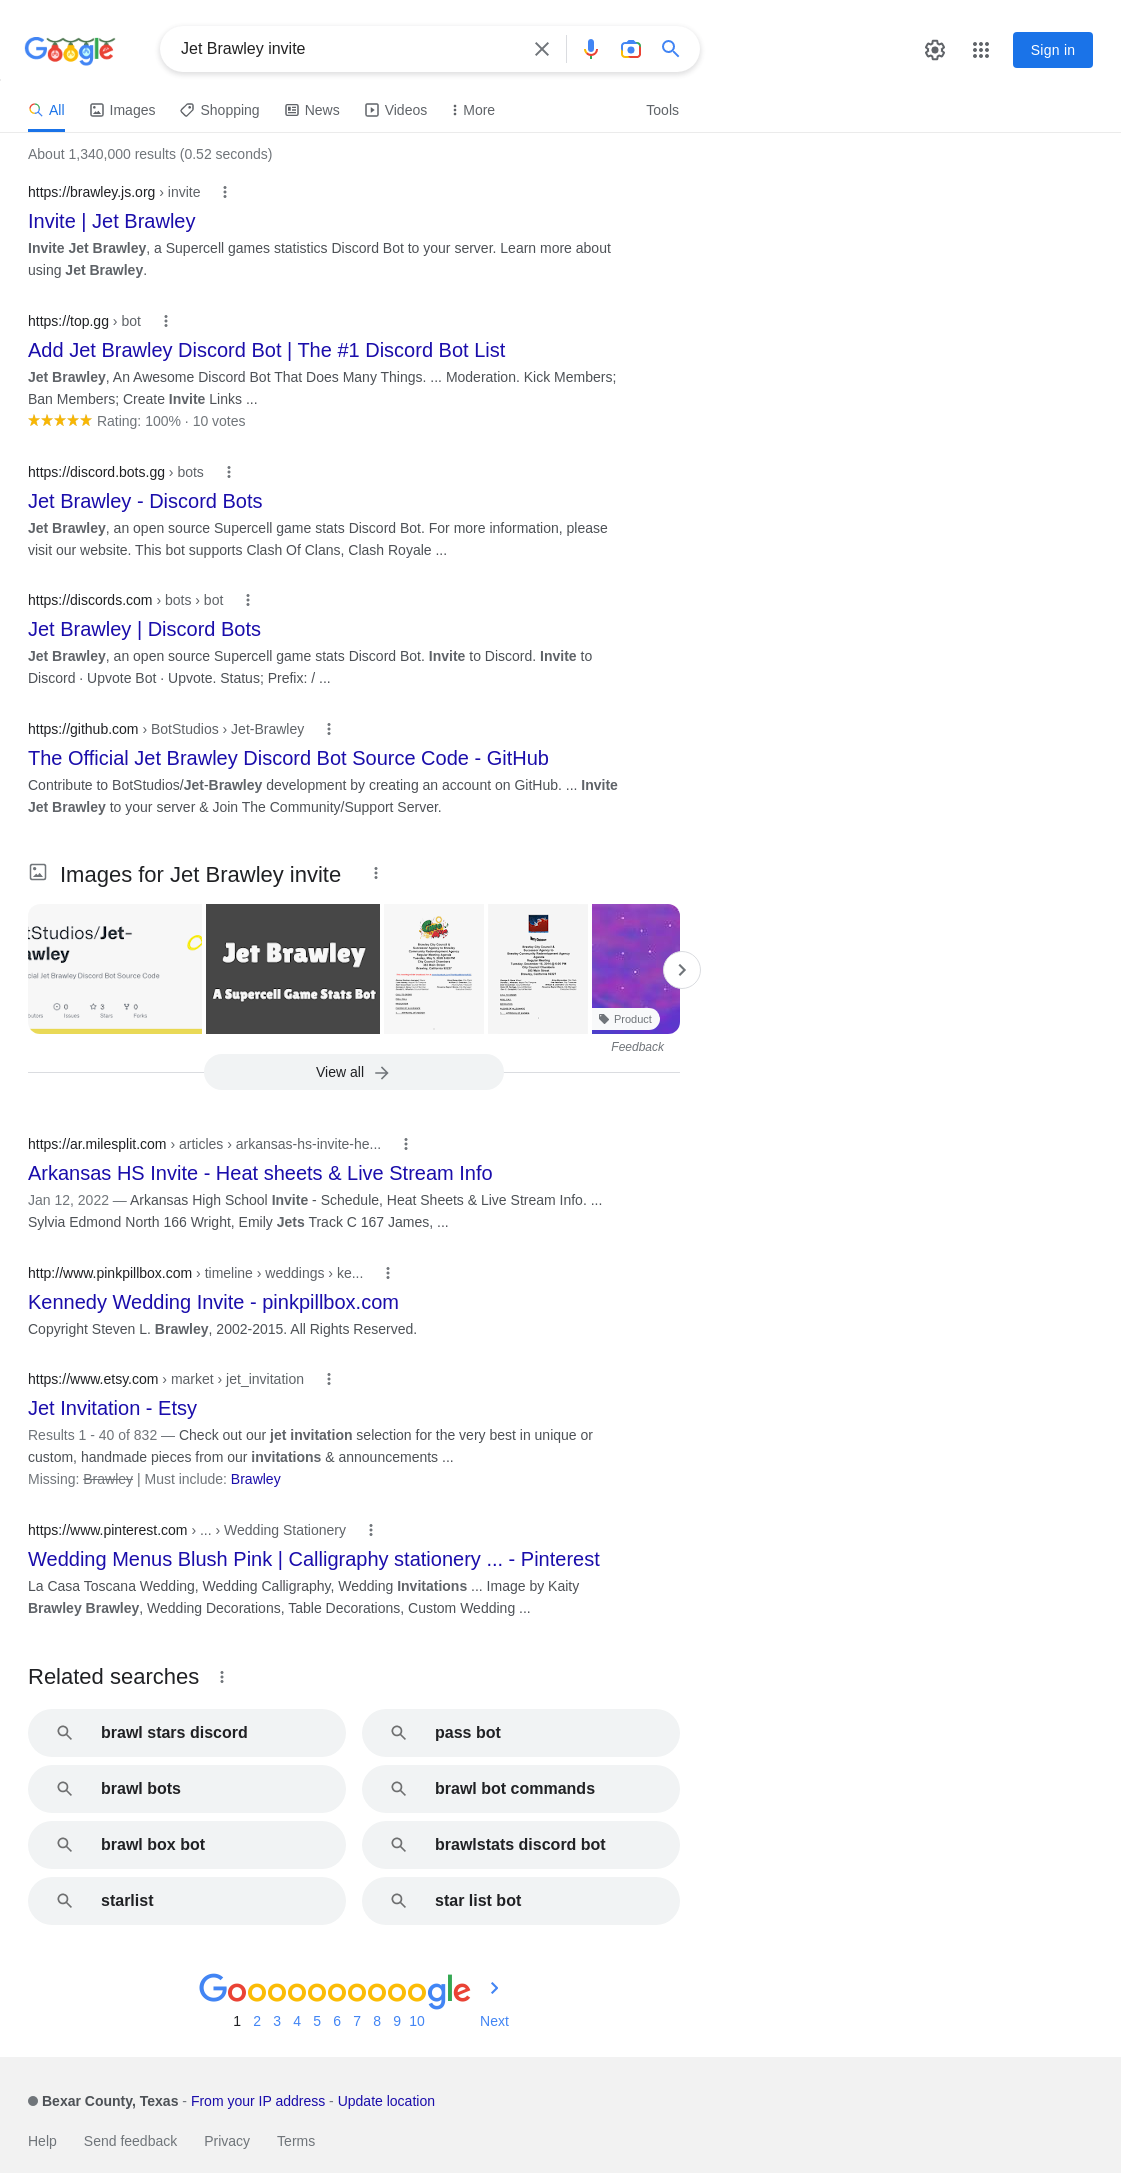 Google
Jet Brawley invite
Sign in
All
Images
Shopping
News
Videos
More
Tools
About 1,340,000 results (0.52 seconds)
https://brawley.js.org › invite
Invite | Jet Brawley
Invite Jet Brawley, a Supercell games statistics Discord Bot to your server. Learn more about
using Jet Brawley.
https://top.gg › bot
Add Jet Brawley Discord Bot | The #1 Discord Bot List
Jet Brawley, An Awesome Discord Bot That Does Many Things. ... Moderation. Kick Members;
Ban Members; Create Invite Links ...
Rating: 100% · 10 votes
https://discord.bots.gg › bots
Jet Brawley - Discord Bots
Jet Brawley, an open source Supercell game stats Discord Bot. For more information, please
visit our website. This bot supports Clash Of Clans, Clash Royale ...
https://discords.com › bots › bot
Jet Brawley | Discord Bots
Jet Brawley, an open source Supercell game stats Discord Bot. Invite to Discord. Invite to
Discord · Upvote Bot · Upvote. Status; Prefix: / ...
https://github.com › BotStudios › Jet-Brawley
The Official Jet Brawley Discord Bot Source Code - GitHub
Contribute to BotStudios/Jet-Brawley development by creating an account on GitHub. ... Invite
Jet Brawley to your server & Join The Community/Support Server.
Images for Jet Brawley invite
tStudios/Jet-
awley
cial Jet Brawley Discord Bot Source Code
0
3
0
butors
Issues
Stars
Forks
Jet Brawley
A Supercell Game Stats Bot
Product
Feedback
View all
https://ar.milesplit.com › articles › arkansas-hs-invite-he...
Arkansas HS Invite - Heat sheets & Live Stream Info
Jan 12, 2022 — Arkansas High School Invite - Schedule, Heat Sheets & Live Stream Info. ...
Sylvia Edmond North 166 Wright, Emily Jets Track C 167 James, ...
http://www.pinkpillbox.com › timeline › weddings › ke...
Kennedy Wedding Invite - pinkpillbox.com
Copyright Steven L. Brawley, 2002-2015. All Rights Reserved.
https://www.etsy.com › market › jet_invitation
Jet Invitation - Etsy
Results 1 - 40 of 832 — Check out our jet invitation selection for the very best in unique or
custom, handmade pieces from our invitations & announcements ...
Missing: Brawley | Must include: Brawley
https://www.pinterest.com › ... › Wedding Stationery
Wedding Menus Blush Pink | Calligraphy stationery ... - Pinterest
La Casa Toscana Wedding, Wedding Calligraphy, Wedding Invitations ... Image by Kaity
Brawley Brawley, Wedding Decorations, Table Decorations, Custom Wedding ...
Related searches
brawl stars discord
pass bot
brawl bots
brawl bot commands
brawl box bot
brawlstats discord bot
starlist
star list bot
Goooooooooogle
1 2 3 4 5 6 7 8 9 10 Next
Bexar County, Texas - From your IP address - Update location
Help
Send feedback
Privacy
Terms